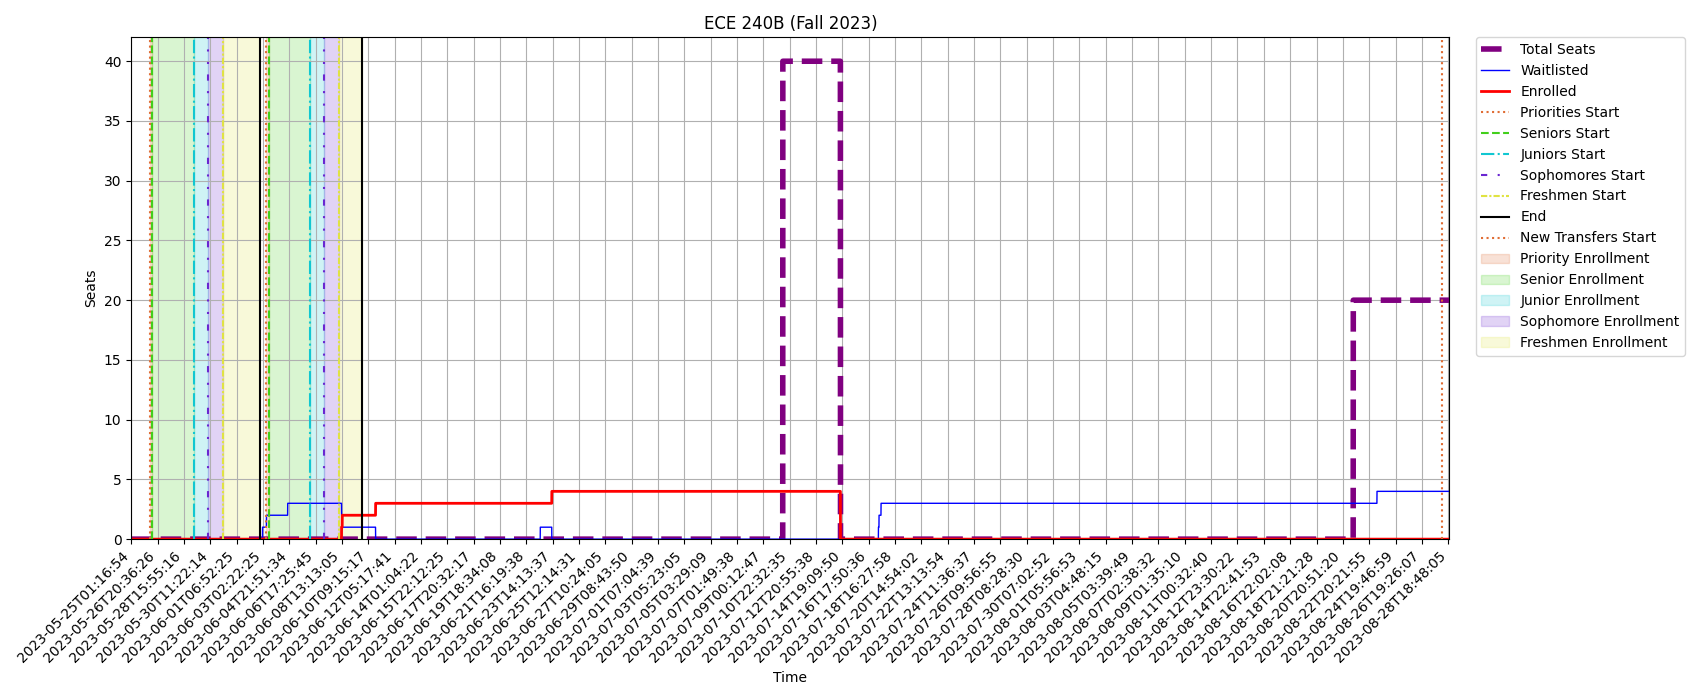 ECE 240B (Fall 2023)
Seats
40
35
30
25
20
15
10
5
0
2023-05-25T01:16:54
2023-05-26T20:36:26
2023-05-28T15:55:16
2023-05-30T11:22:14
2023-06-01T06:52:25
2023-06-03T02:22:25
2023-06-04T21:51:34
2023-06-06T17:25:45
2023-06-08T13:13:05
2023-06-10T09:15:17
2023-06-12T05:17:41
2023-06-14T01:04:22
2023-06-15T22:12:25
2023-06-17T20:32:17
2023-06-19T18:34:08
2023-06-21T16:19:38
2023-06-23T14:13:37
2023-06-25T12:14:31
2023-06-27T10:24:05
2023-06-29T08:43:50
2023-07-01T07:04:39
2023-07-03T05:23:05
2023-07-05T03:29:09
2023-07-07T01:49:38
2023-07-09T00:12:47
2023-07-10T22:32:35
2023-07-12T20:55:38
2023-07-14T19:09:50
2023-07-16T17:50:36
2023-07-18T16:27:58
2023-07-20T14:54:02
2023-07-22T13:13:54
2023-07-24T11:36:37
2023-07-26T09:56:55
2023-07-28T08:28:30
2023-07-30T07:02:52
2023-08-01T05:56:53
2023-08-03T04:48:15
2023-08-05T03:39:49
2023-08-07T02:38:32
2023-08-09T01:35:10
2023-08-11T00:32:40
2023-08-12T23:30:22
2023-08-14T22:41:53
2023-08-16T22:02:08
2023-08-18T21:21:28
2023-08-20T20:51:20
2023-08-22T20:21:55
2023-08-24T19:46:59
2023-08-26T19:26:07
2023-08-28T18:48:05
Time
Total Seats
Waitlisted
Enrolled
Priorities Start
Seniors Start
Juniors Start
Sophomores Start
Freshmen Start
End
New Transfers Start
Priority Enrollment
Senior Enrollment
Junior Enrollment
Sophomore Enrollment
Freshmen Enrollment